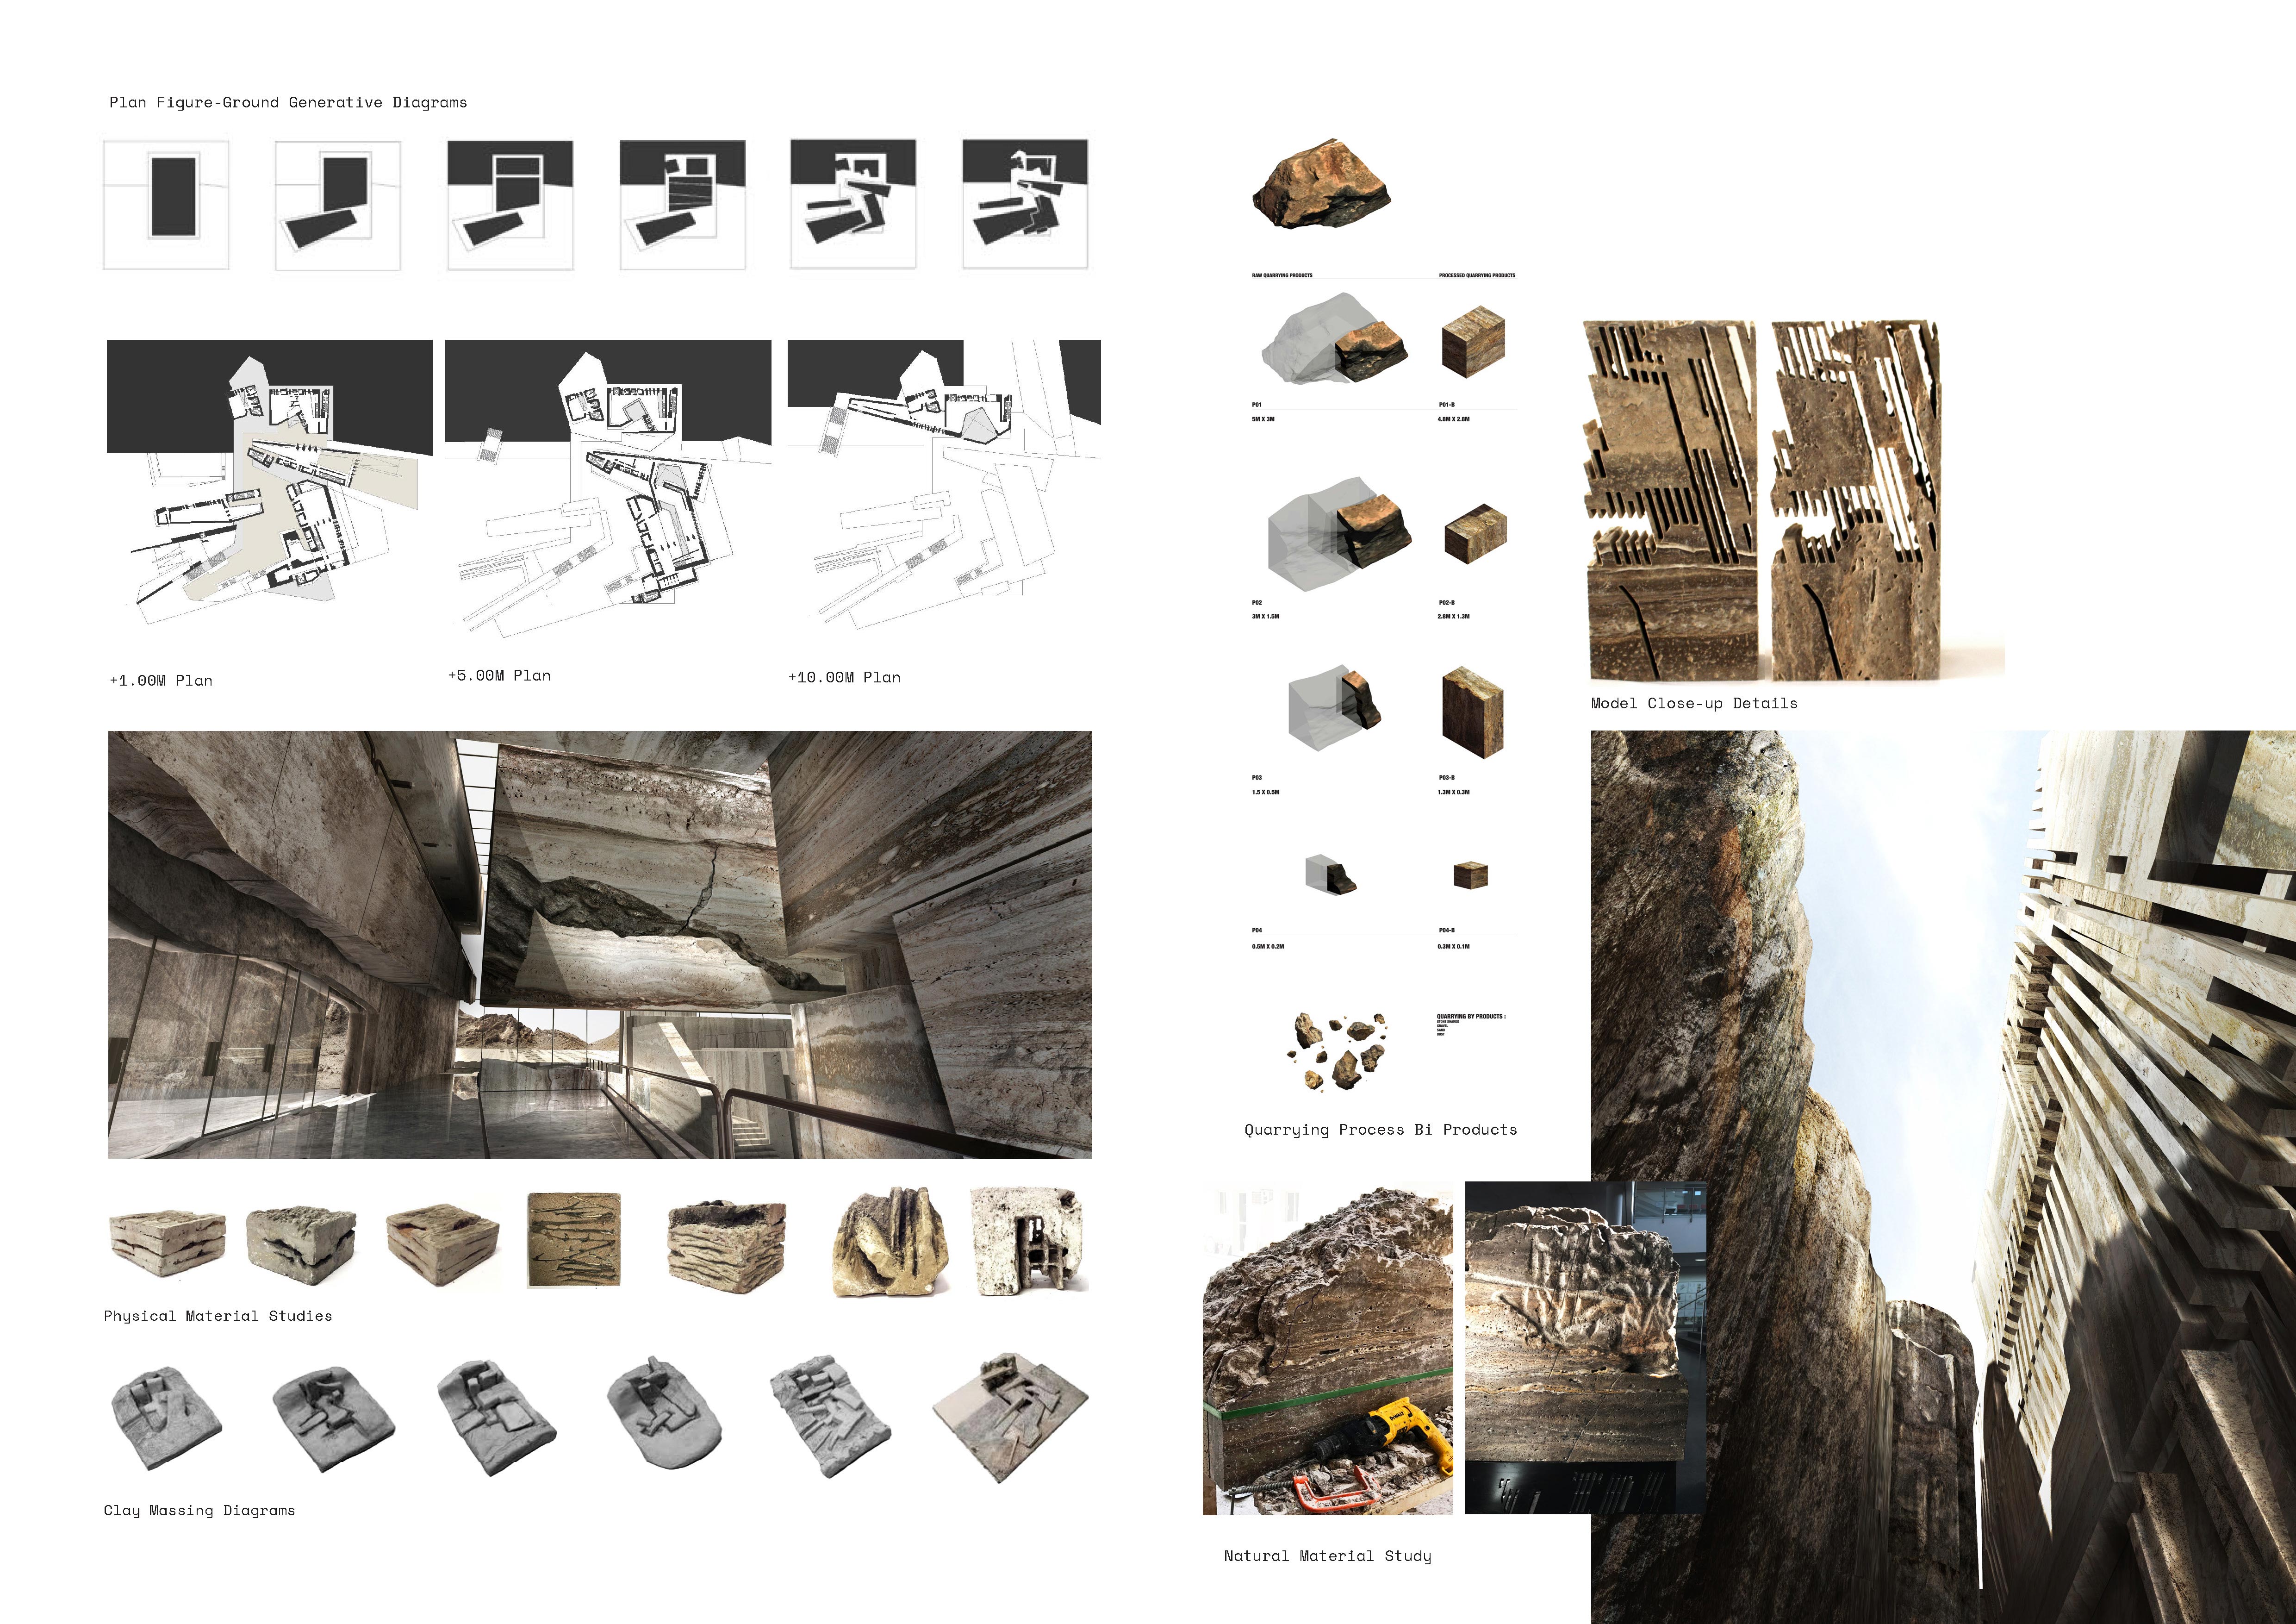 Plan Figure-Ground Generative Diagrams
+1.00M Plan
+5.00M Plan
+10.00M Plan
Physical Material Studies
Clay Massing Diagrams
RAW QUARRYING PRODUCTS
PROCESSED QUARRYING PRODUCTS
P01
P01-B
5M X 3M
4.8M X 2.8M
P02
P02-B
3M X 1.5M
2.8M X 1.3M
P03
P03-B
1.5 X 0.5M
1.3M X 0.3M
P04
P04-B
0.5M X 0.2M
0.3M X 0.1M
QUARRYING BY PRODUCTS :
GRAVEL
SAND
DUST
Quarrying Process Bi Products
DEWALT
Natural Material Study
Model Close-up Details